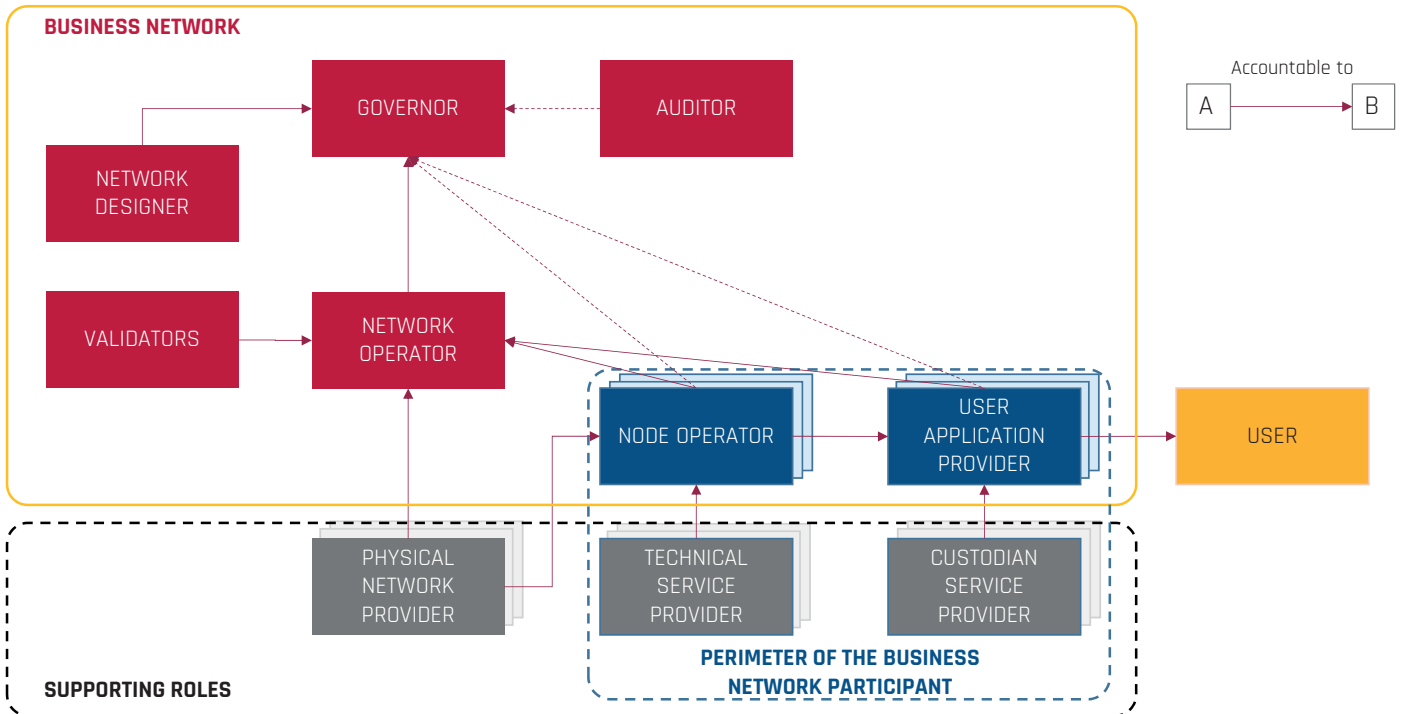 BUSINESS NETWORK
GOVERNOR
AUDITOR
Accountable to
A
B
NETWORK
DESIGNER
VALIDATORS
NETWORK
OPERATOR
NODE OPERATOR
USER
APPLICATION
PROVIDER
USER
PHYSICAL
NETWORK
PROVIDER
TECHNICAL
SERVICE
PROVIDER
CUSTODIAN
SERVICE
PROVIDER
PERIMETER OF THE BUSINESS
NETWORK PARTICIPANT
SUPPORTING ROLES